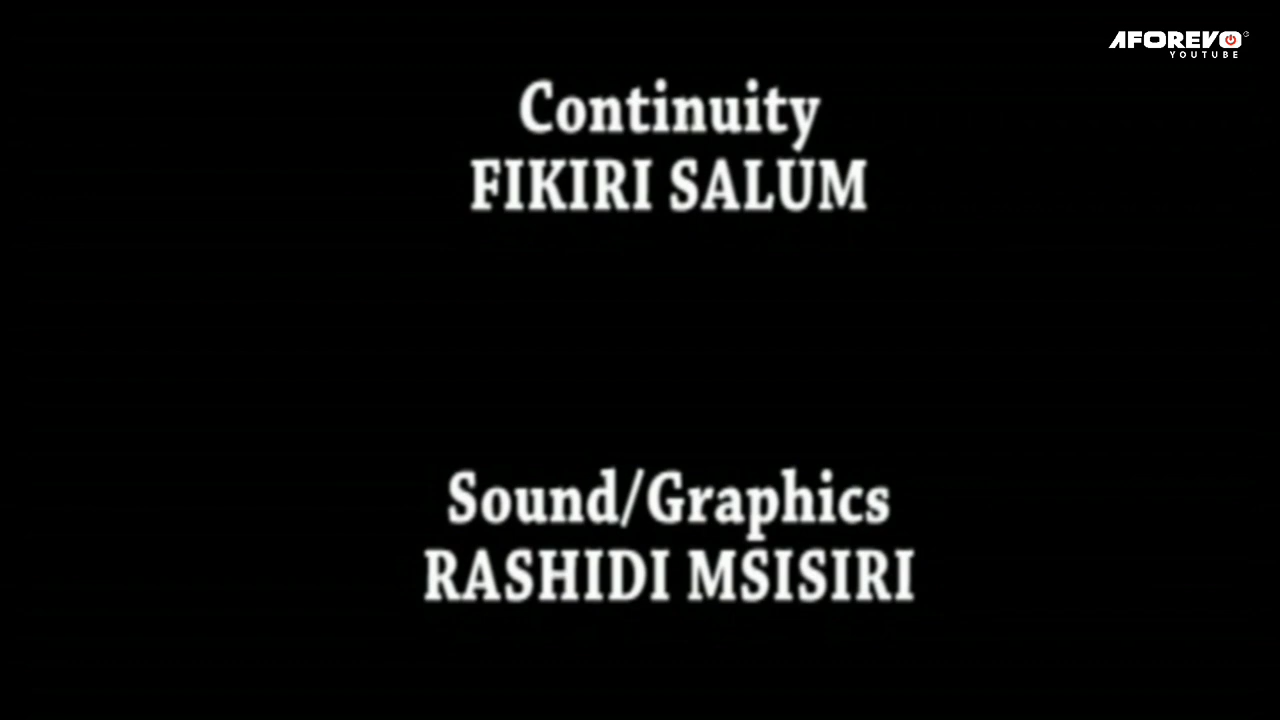 AFOREVO
YOUTUBE
Continuity
FIKIRI SALUM
Sound/Graphics
RASHIDI MSISIRI